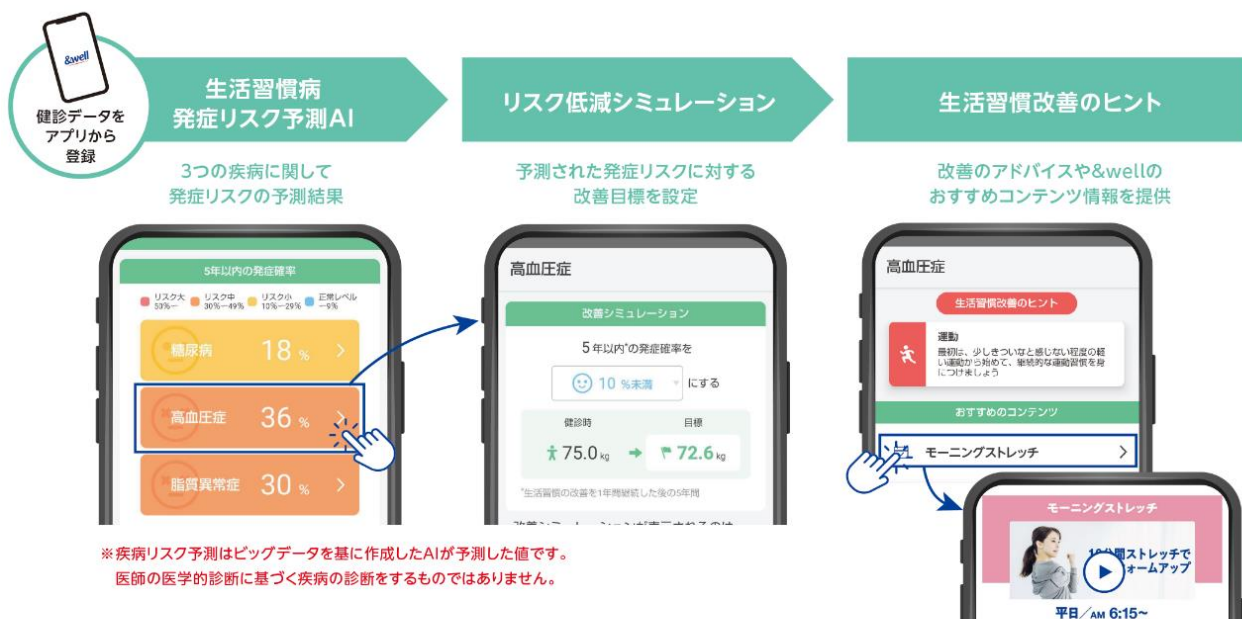 &well
健診データを
アプリから
登録
生活習慣病
発症リスク予測AI
3つの疾病に関して
発症リスクの予測結果
5年以内の発症確率
リスク大 50%ー
リスク中 30%ー49%
リスク小 10%ー29%
正常レベル ー9%
糖尿病 18 %
高血圧症 36 %
脂質異常症 30 %
※疾病リスク予測はビッグデータを基に作成したAIが予測した値です。
医師の医学的診断に基づく疾病の診断をするものではありません。
リスク低減シミュレーション
予測された発症リスクに対する
改善目標を設定
高血圧症
改善シミュレーション
5年以内*の発症確率を
10 %未満 にする
健診時 目標
75.0 kg 72.6 kg
*生活習慣の改善を1年間継続した後の5年間
生活習慣改善のヒント
改善のアドバイスや&wellの
おすすめコンテンツ情報を提供
高血圧症
生活習慣改善のヒント
運動
最初は、少しきついなと感じない程度の軽
い運動から始めて、継続的な運動習慣を身
につけましょう
おすすめのコンテンツ
モーニングストレッチ
モーニングストレッチ
10分間ストレッチで
ォームアップ
平日/AM 6:15~